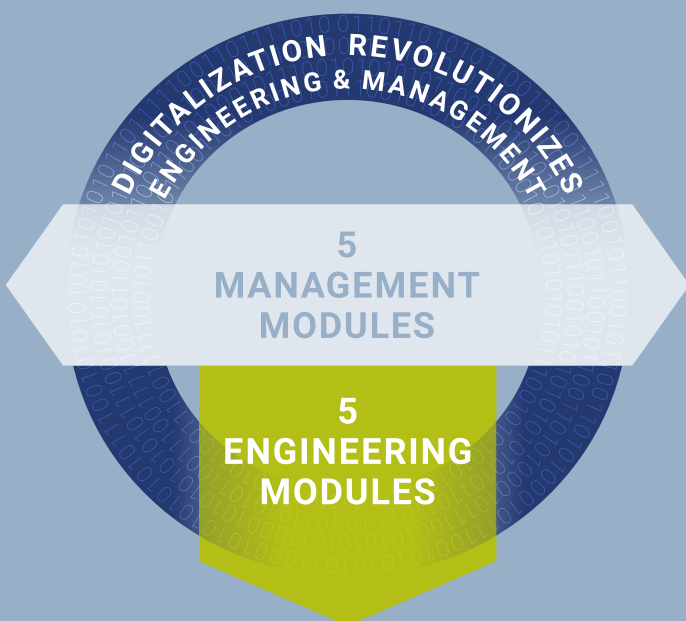 DIGITALIZATION REVOLUTIONIZES
ENGINEERING & MANAGEMENT
5
MANAGEMENT
MODULES
5
ENGINEERING
MODULES